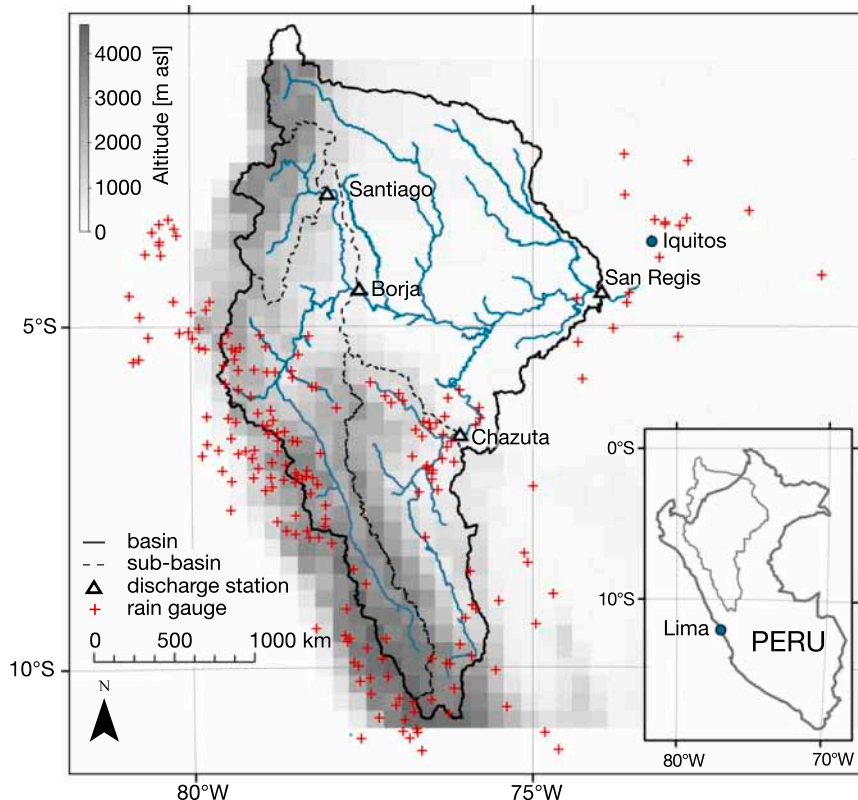 4000
3000
2000
1000
0
Altitude [m asl]
Santiago
Iquitos
San Regis
Borja
5°S
Chazuta
basin
sub-basin
discharge station
rain gauge
0 500 1000 km
10°S
N
80°W 75°W
0°S
10°S
Lima
PERU
80°W 70°W